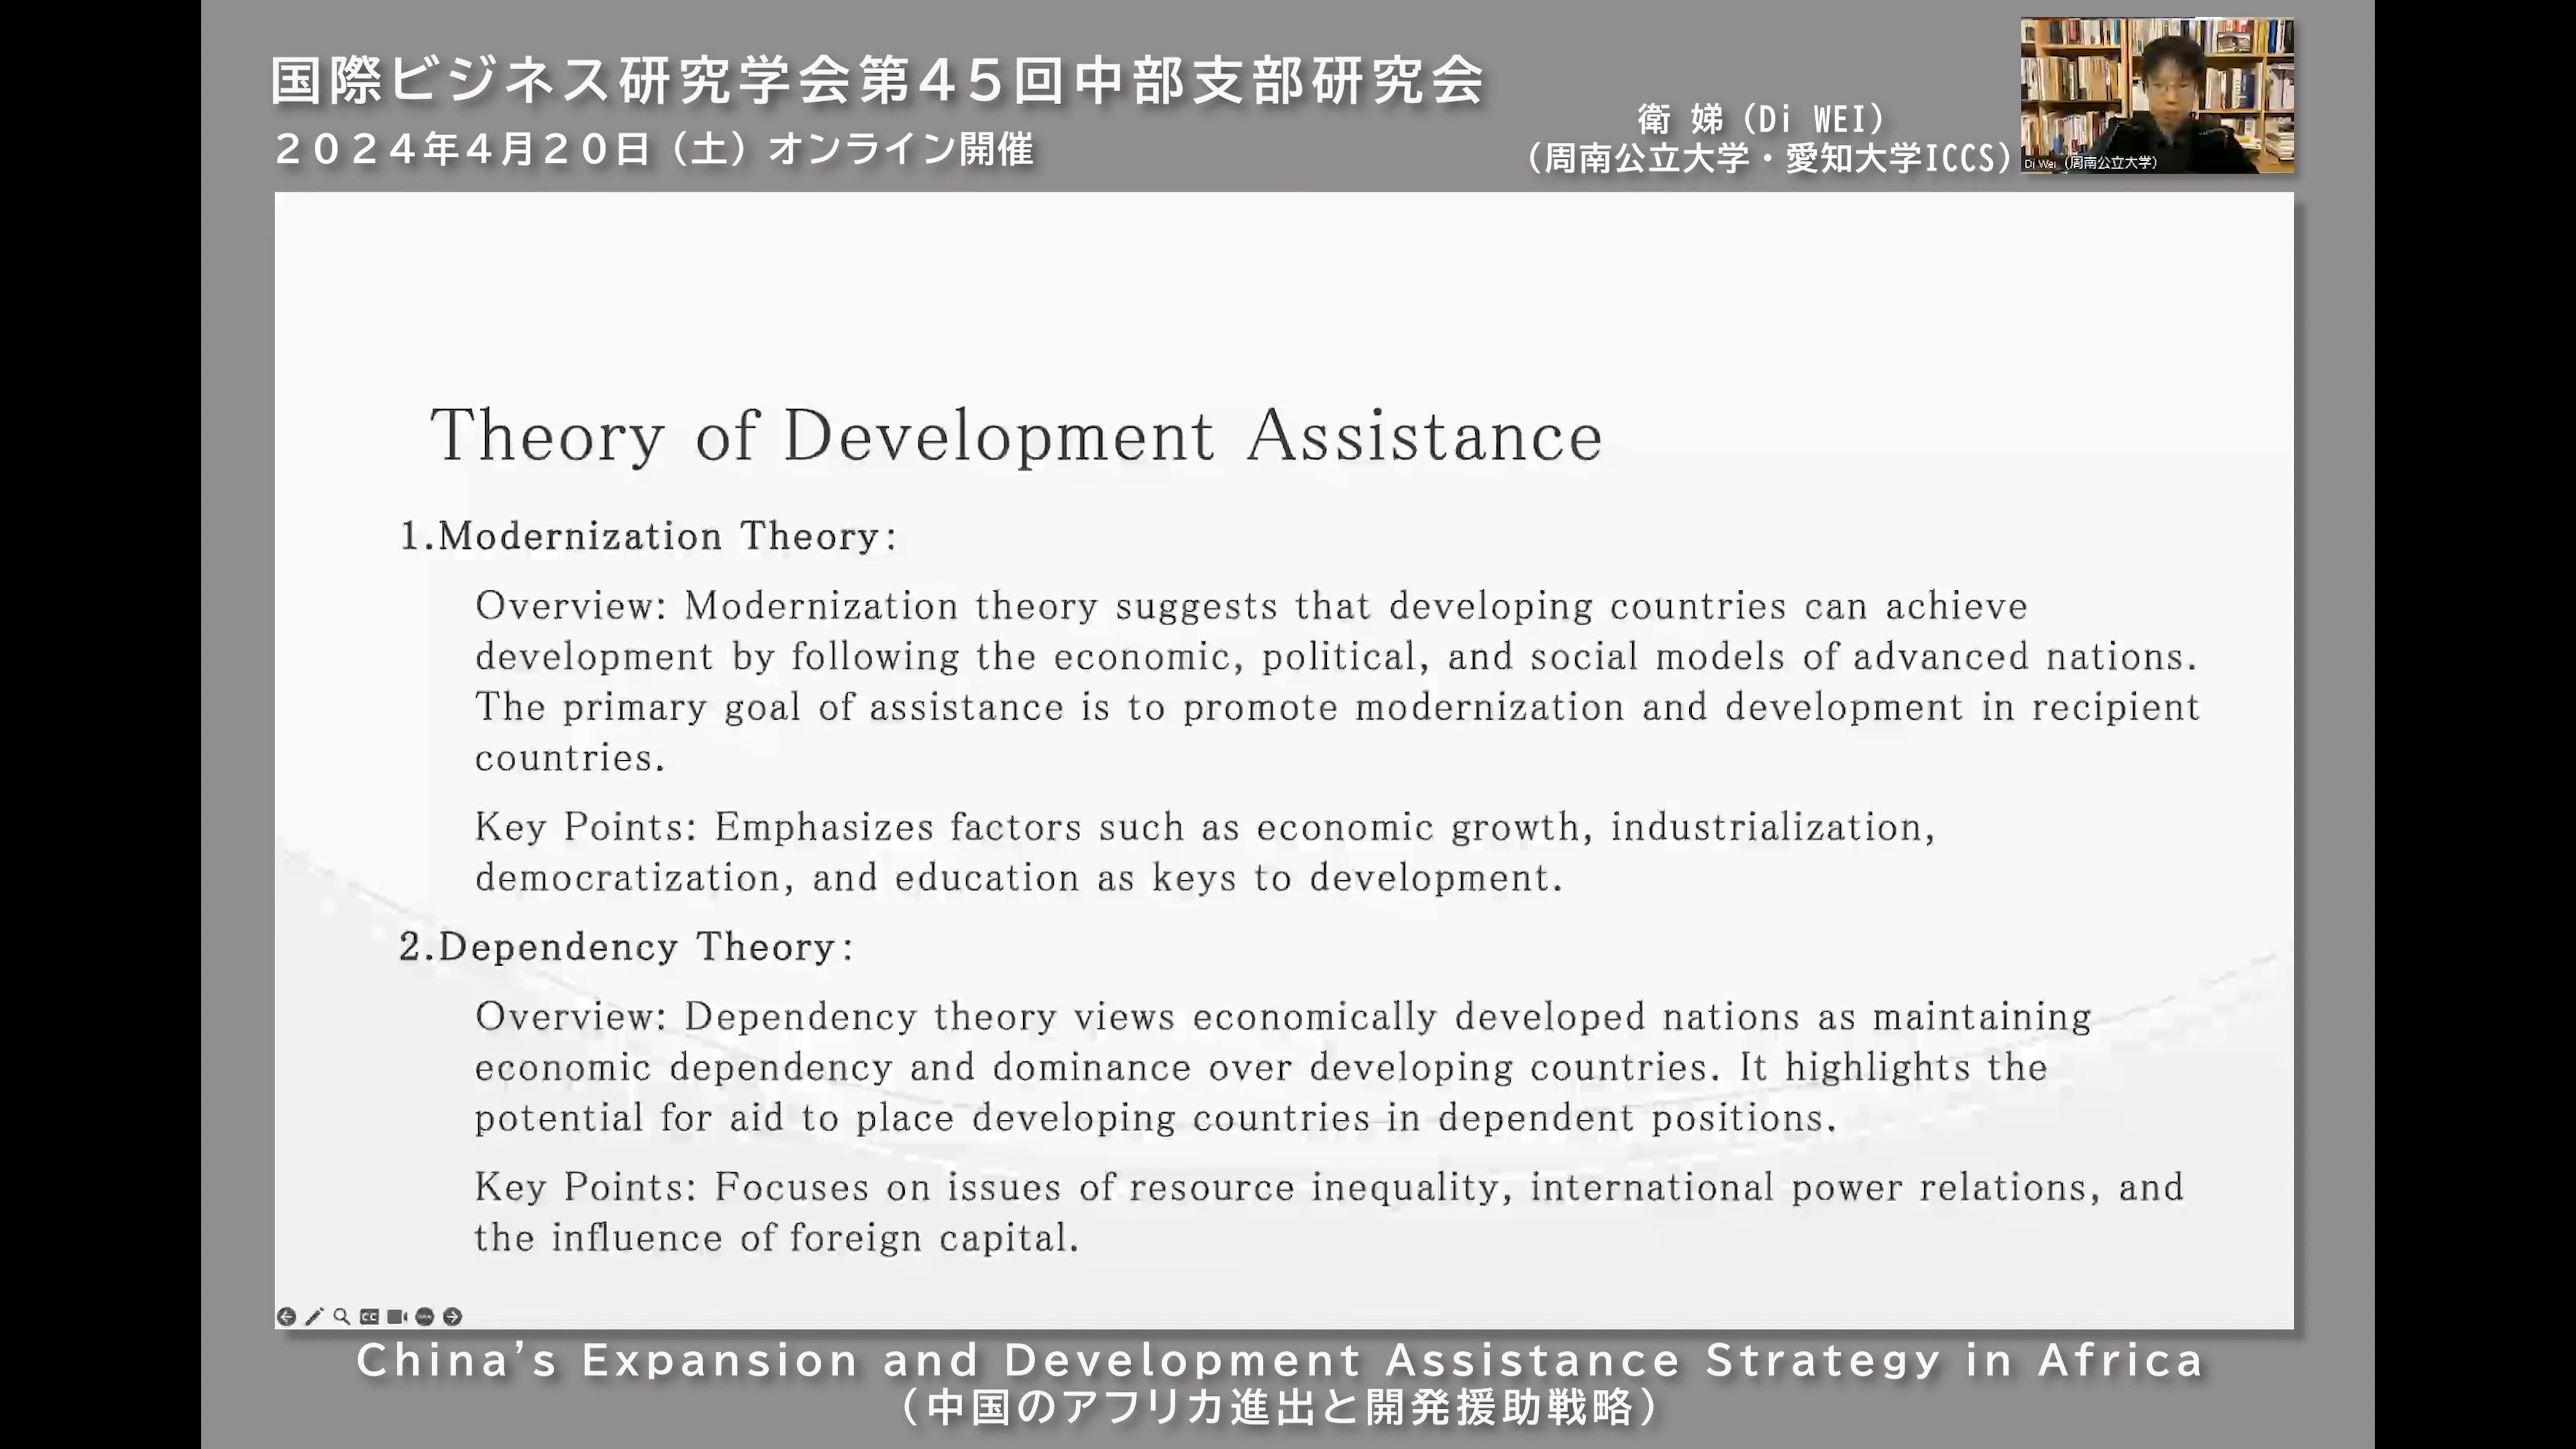 国際ビジネス研究学会第45回中部支部研究会
2024年4月20日（土）オンライン開催
衛 娣（Di WEI）
（周南公立大学・愛知大学ICCS）
Di Wei（周南公立大学）
Theory of Development Assistance
1.Modernization Theory:
Overview: Modernization theory suggests that developing countries can achieve
development by following the economic, political, and social models of advanced nations.
The primary goal of assistance is to promote modernization and development in recipient
countries.
Key Points: Emphasizes factors such as economic growth, industrialization,
democratization, and education as keys to development.
2.Dependency Theory:
Overview: Dependency theory views economically developed nations as maintaining
economic dependency and dominance over developing countries. It highlights the
potential for aid to place developing countries in dependent positions.
Key Points: Focuses on issues of resource inequality, international power relations, and
the influence of foreign capital.
CC
China’s Expansion and Development Assistance Strategy in Africa
（中国のアフリカ進出と開発援助戦略）